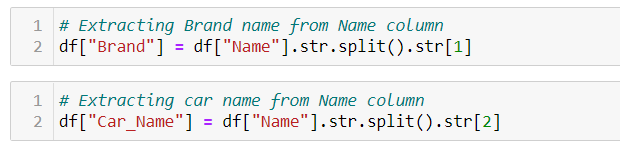 1 # Extracting Brand name from Name column
2 df["Brand"] = df["Name"].str.split().str[1]
1 # Extracting car name from Name column
2 df["Car_Name"] = df["Name"].str.split().str[2]